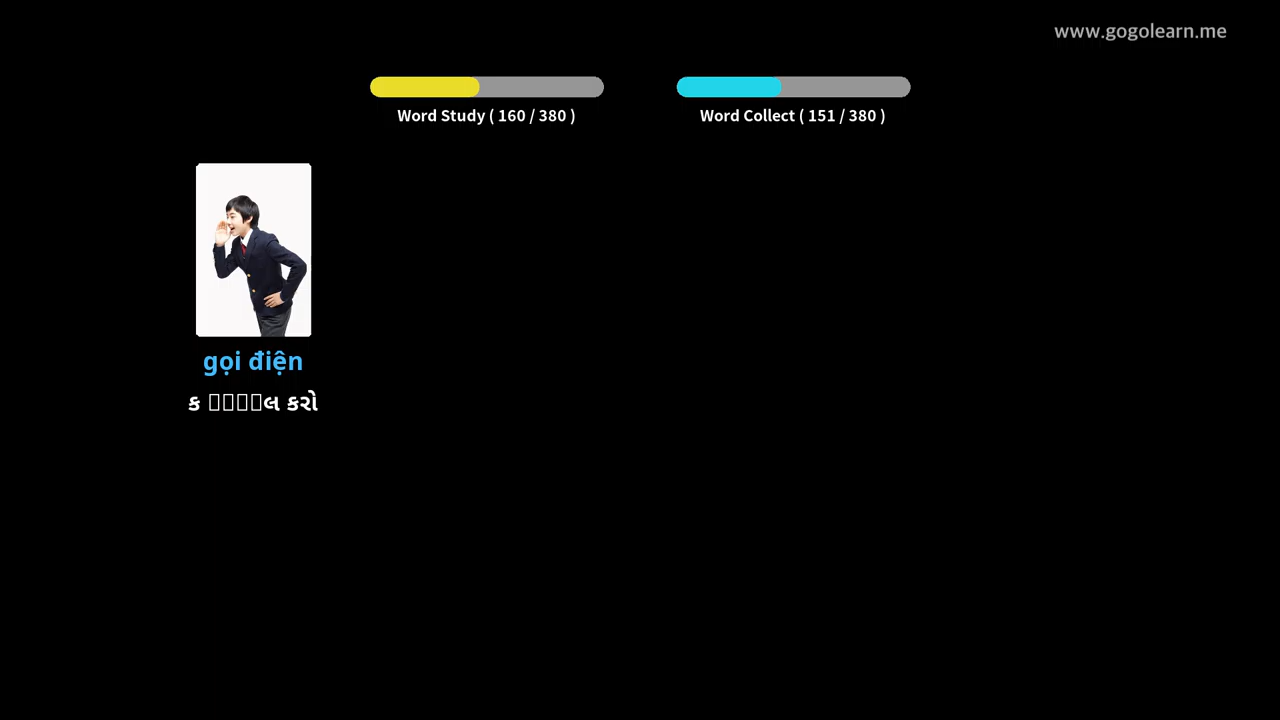 www.gogolearn.me
Word Study ( 160 / 380 )
Word Collect ( 151 / 380 )
gọi điện
કરો